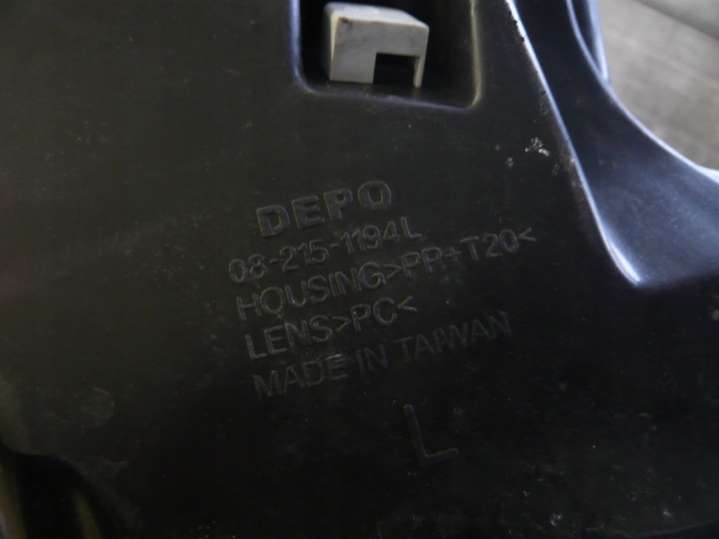 DEPO
08-215-1194L
HOUSING>PP+T20<
LENS>PC<
MADE IN TAIWAN
L